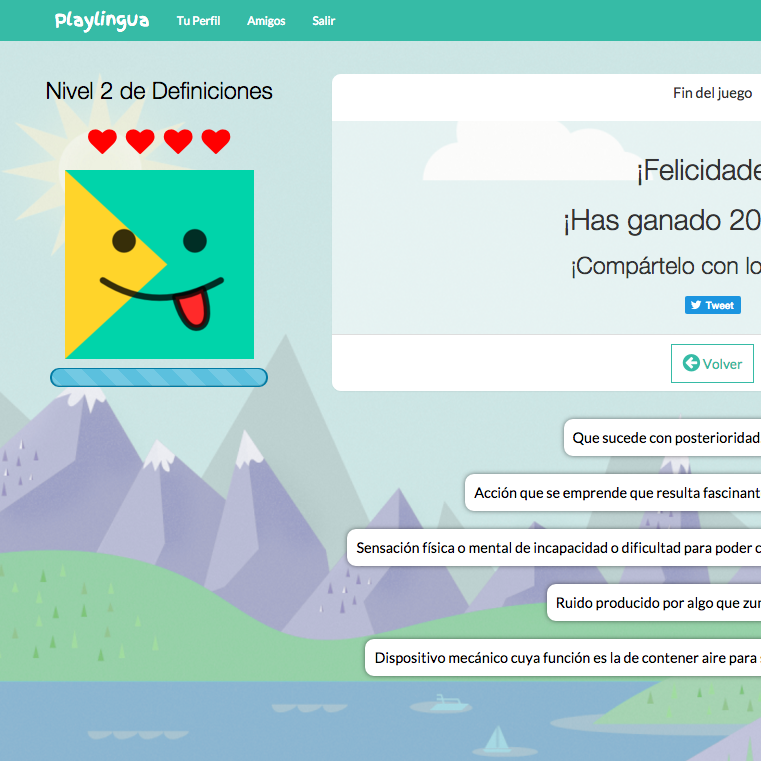 Playlingua Tu Perfil Amigos Salir
Nivel 2 de Definiciones
Fin del juego
¡Felicidade
¡Has ganado 20
¡Compártelo con lo
Tweet
Volver
Que sucede con posterioridad
Acción que se emprende que resulta fascinant
Sensación física o mental de incapacidad o dificultad para poder
Ruido producido por algo que zu
Dispositivo mecánico cuya función es la de contener aire para